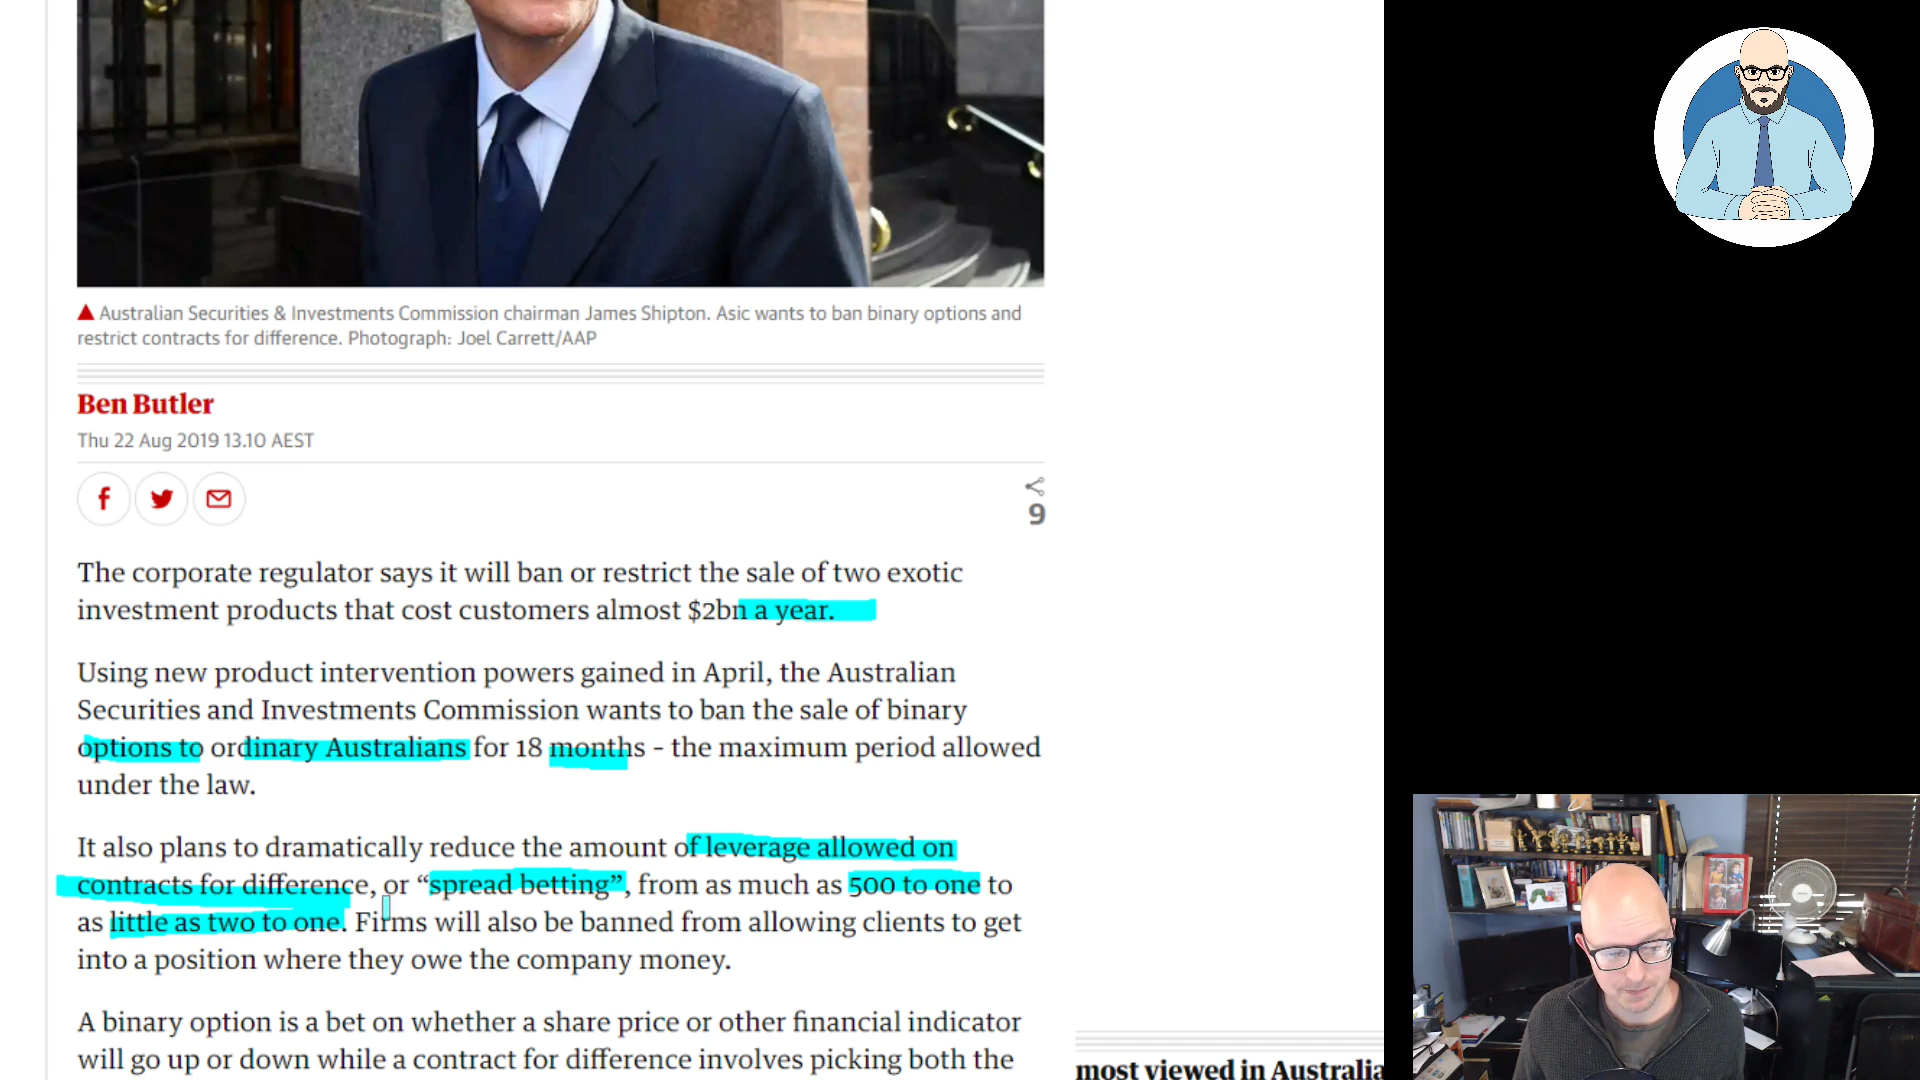 Australian Securities & Investments Commission chairman James Shipton. Asic wants to ban binary options and
restrict contracts for difference. Photograph: Joel Carrett/AAP
Ben Butler
Thu 22 Aug 2019 13.10 AEST
9
The corporate regulator says it will ban or restrict the sale of two exotic
investment products that cost customers almost $2bn a year.
Using new product intervention powers gained in April, the Australian
Securities and Investments Commission wants to ban the sale of binary
options to ordinary Australians for 18 months – the maximum period allowed
under the law.
It also plans to dramatically reduce the amount of leverage allowed on
contracts for difference, or “spread betting”, from as much as 500 to one to
as little as two to one. Firms will also be banned from allowing clients to get
into a position where they owe the company money.
A binary option is a bet on whether a share price or other financial indicator
will go up or down while a contract for difference involves picking both the
most viewed in Australia